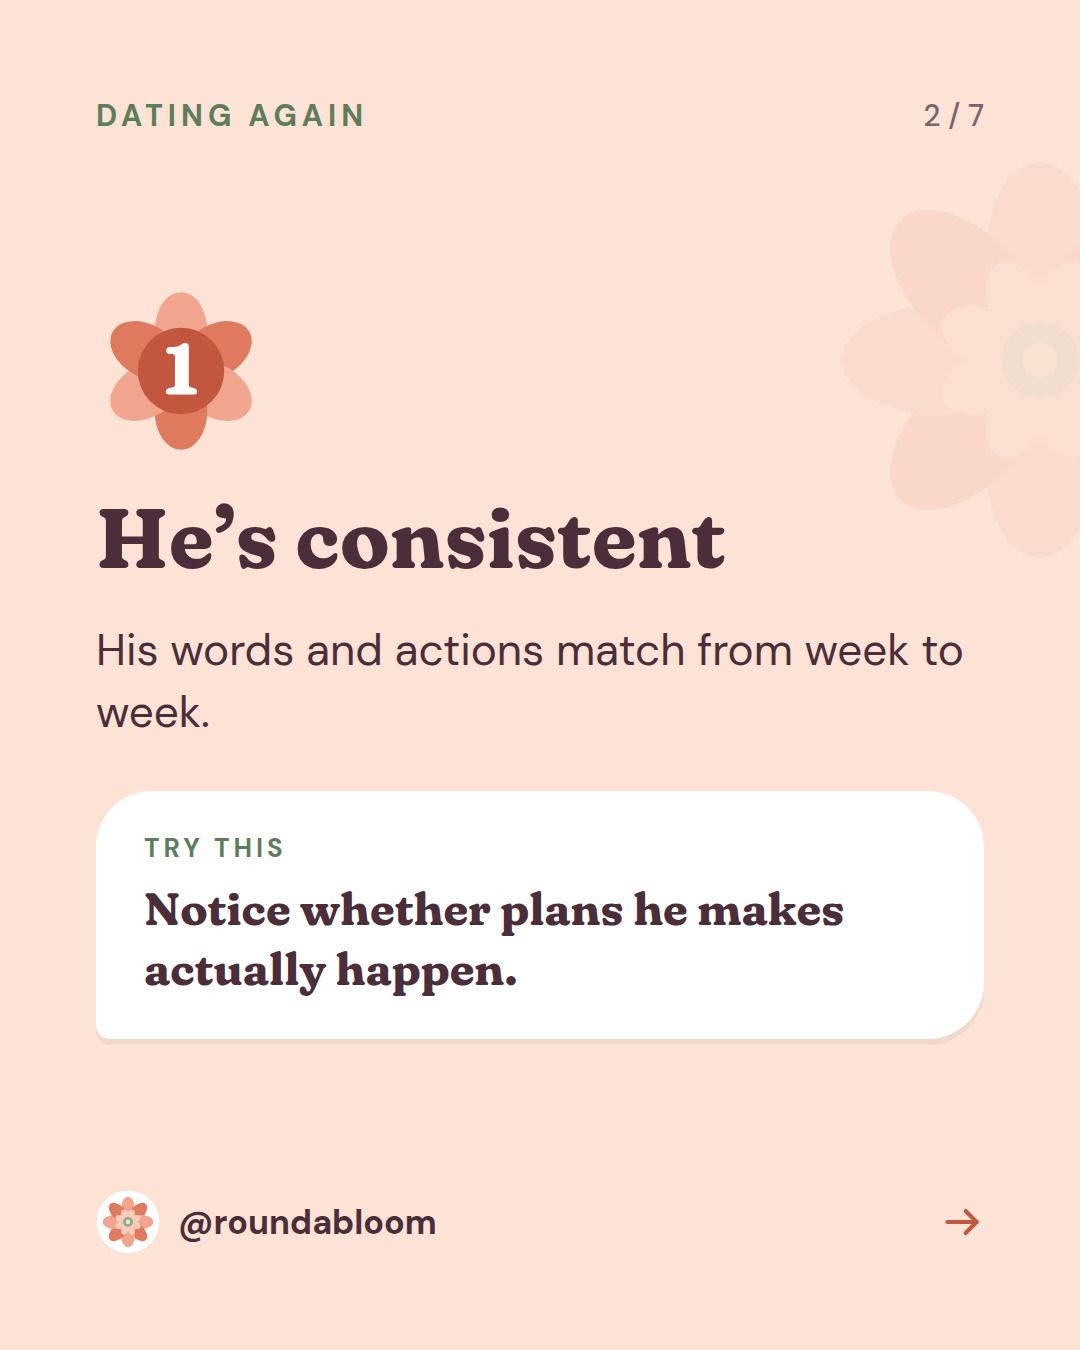 DATING AGAIN
2 / 7
1
He’s consistent
His words and actions match from week to
week.
TRY THIS
Notice whether plans he makes
actually happen.
@roundabloom